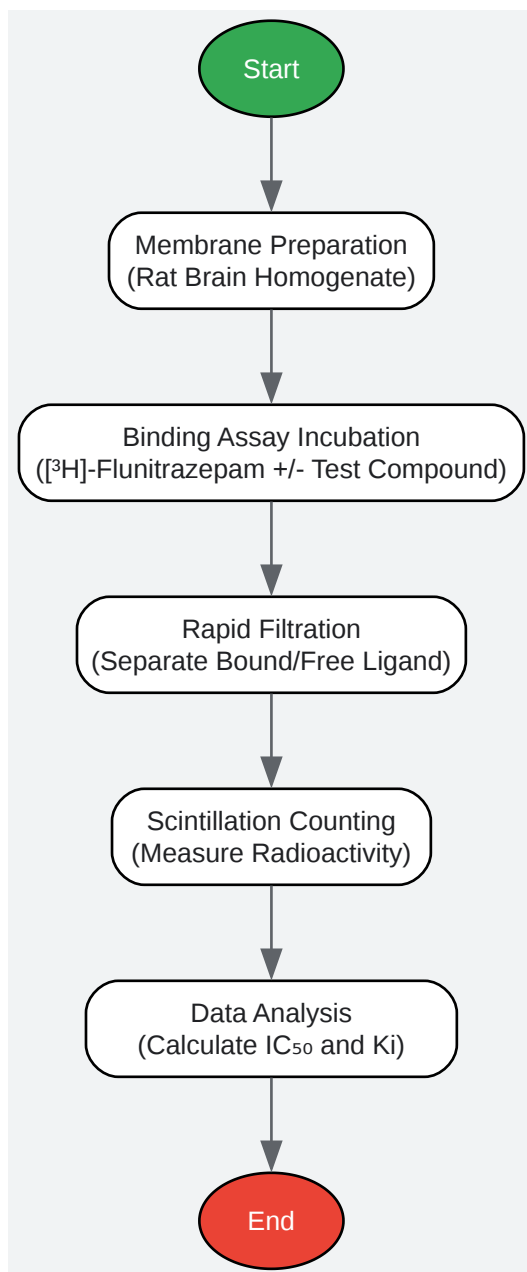 Start
Membrane Preparation
(Rat Brain Homogenate)
Binding Assay Incubation
([³H]-Flunitrazepam +/- Test Compound)
Rapid Filtration
(Separate Bound/Free Ligand)
Scintillation Counting
(Measure Radioactivity)
Data Analysis
(Calculate IC₅₀ and Ki)
End